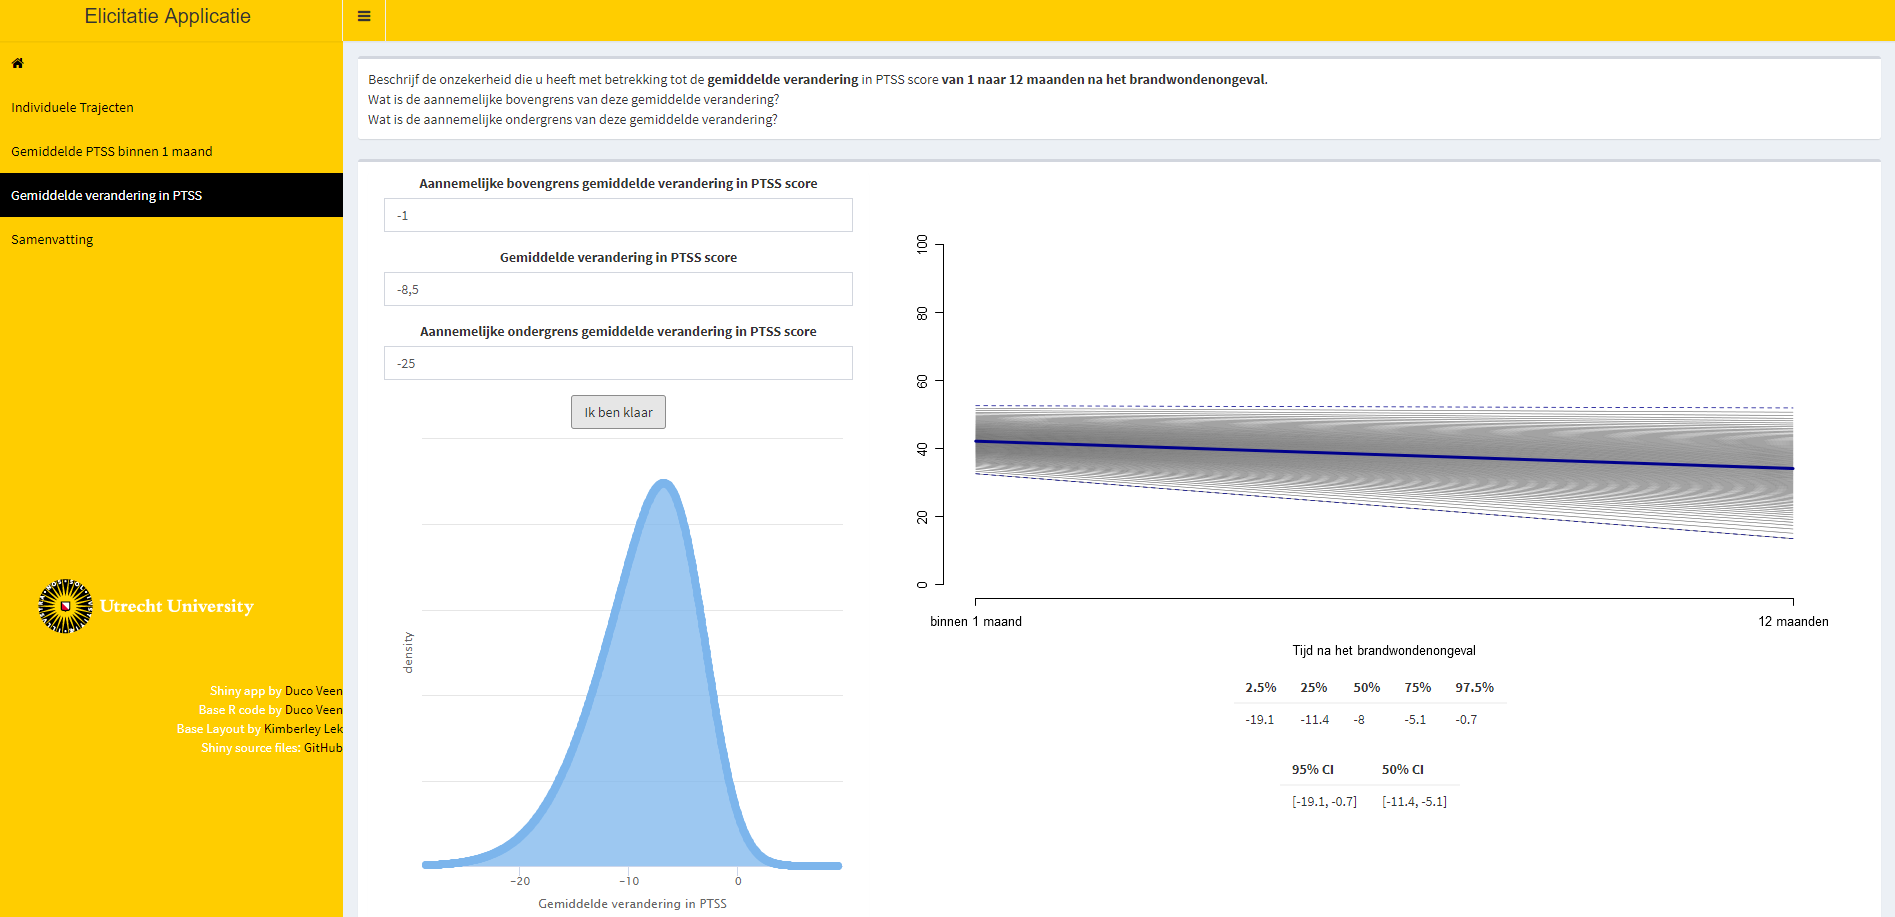 Elicitatie Applicatie
Individuele Trajecten
Gemiddelde PTSS binnen 1 maand
Gemiddelde verandering in PTSS
Samenvatting
Utrecht University
Shiny app by Duco Veen
Base R code by Duco Veen
Base Layout by Kimberley Lek
Shiny source files: GitHub
Beschrijf de onzekerheid die u heeft met betrekking tot de gemiddelde verandering in PTSS score van 1 naar 12 maanden na het brandwondenongeval.
Wat is de aannemelijke bovengrens van deze gemiddelde verandering?
Wat is de aannemelijke ondergrens van deze gemiddelde verandering?
Aannemelijke bovengrens gemiddelde verandering in PTSS score
-1
Gemiddelde verandering in PTSS score
-8,5
Aannemelijke ondergrens gemiddelde verandering in PTSS score
-25
Ik ben klaar
density
-20 -10 0
Gemiddelde verandering in PTSS
100
80
60
40
20
0
binnen 1 maand 12 maanden
Tijd na het brandwondenongeval
2.5% 25% 50% 75% 97.5%
-19.1 -11.4 -8 -5.1 -0.7
95% CI 50% CI
[-19.1, -0.7] [-11.4, -5.1]